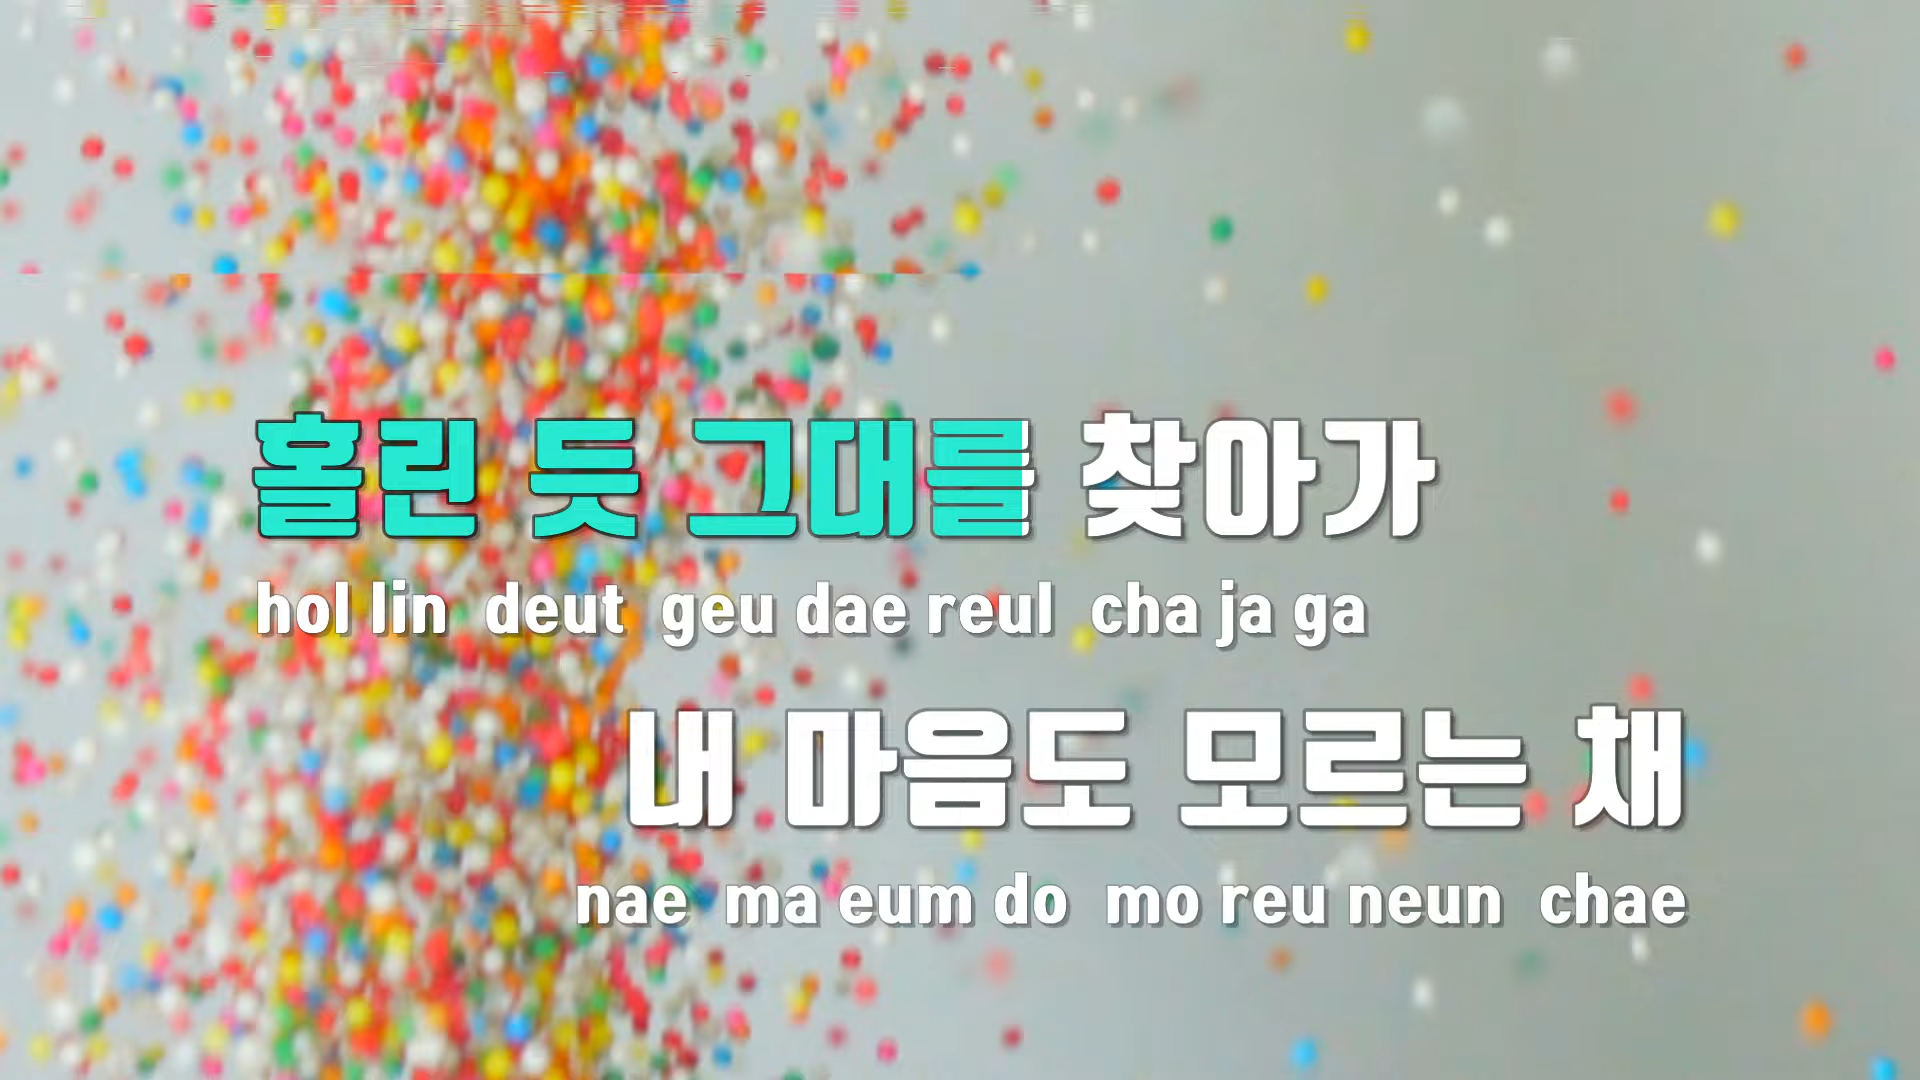 홀린 듯 그대를 찾아가
hol lin deut geu dae reul cha ja ga
내 마음도 모르는 채
nae ma eum do mo reu neun chae